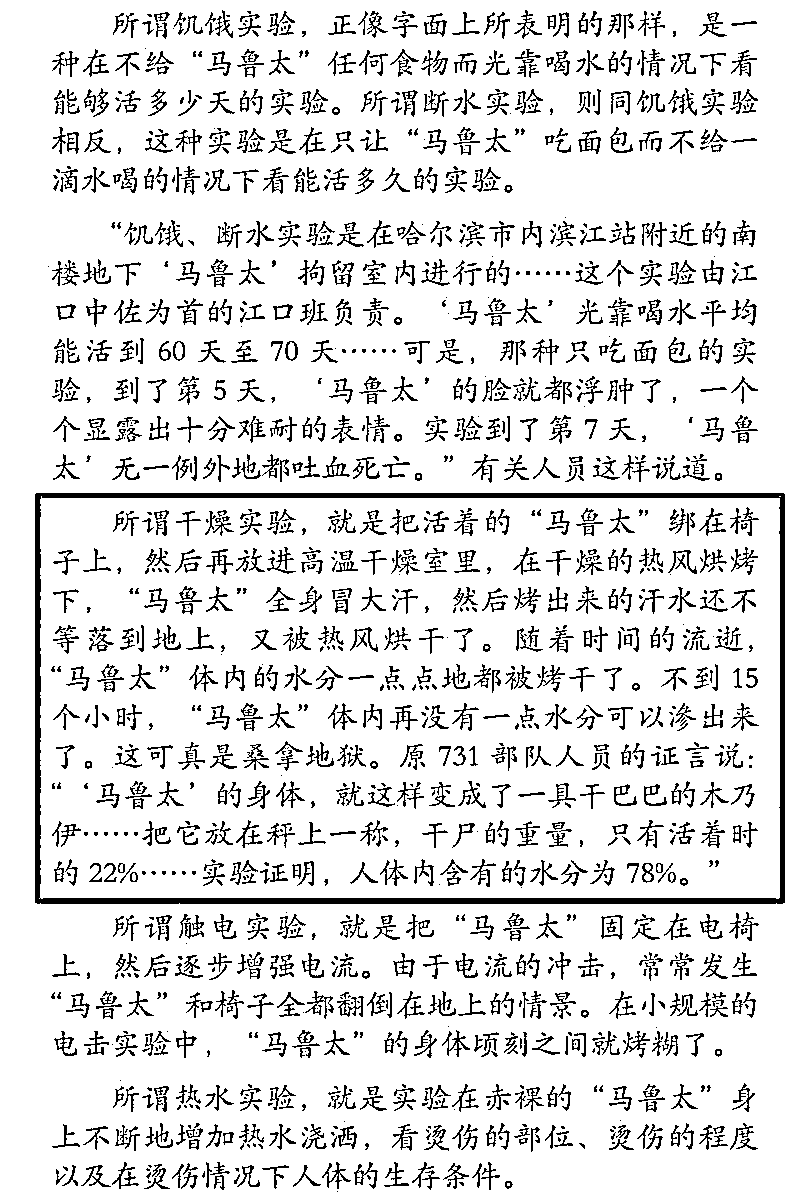 所谓饥饿实验，正像字面上所表明的那样，是一
种在不给“马鲁太”任何食物而光靠喝水的情况下看
能够活多少天的实验。所谓断水实验，则同饥饿实验
相反，这种实验是在只让“马鲁太”吃面包而不给一
滴水喝的情况下看能活多久的实验。
“饥饿、断水实验是在哈尔滨市内滨江站附近的南
楼地下‘马鲁太’拘留室内进行的……这个实验由江
口中佐为首的江口班负责。‘马鲁太’光靠喝水平均
能活到 60 天至 70 天……可是，那种只吃面包的实
验，到了第 5 天，‘马鲁太’的脸就都浮肿了，一个
个显露出十分难耐的表情。实验到了第 7 天，‘马鲁
太’无一例外地都吐血死亡。”有关人员这样说道。
所谓干燥实验，就是把活着的“马鲁太”绑在椅
子上，然后再放进高温干燥室里，在干燥的热风烘烤
下，“马鲁太”全身冒大汗，然后烤出来的汗水还不
等落到地上，又被热风烘干了。随着时间的流逝，
“马鲁太”体内的水分一点点地都被烤干了。不到 15
个小时，“马鲁太”体内再没有一点水分可以渗出来
了。这可真是桑拿地狱。原 731 部队人员的证言说：
“‘马鲁太’的身体，就这样变成了一具干巴巴的木乃
伊……把它放在秤上一称，干尸的重量，只有活着时
的 22%……实验证明，人体内含有的水分为 78%。”
所谓触电实验，就是把“马鲁太”固定在电椅
上，然后逐步增强电流。由于电流的冲击，常常发生
“马鲁太”和椅子全都翻倒在地上的情景。在小规模的
电击实验中，“马鲁太”的身体顷刻之间就烤糊了。
所谓热水实验，就是实验在赤裸的“马鲁太”身
上不断地增加热水浇洒，看烫伤的部位、烫伤的程度
以及在烫伤情况下人体的生存条件。